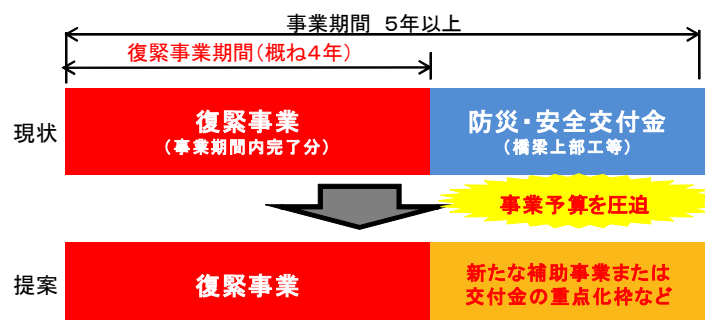 事業期間 5年以上
復緊事業期間(概ね4年)
現状
復緊事業
(事業期間内完了分)
防災・安全交付金
(橋梁上部工等)
事業予算を圧迫
提案
復緊事業
新たな補助事業または
交付金の重点化枠など